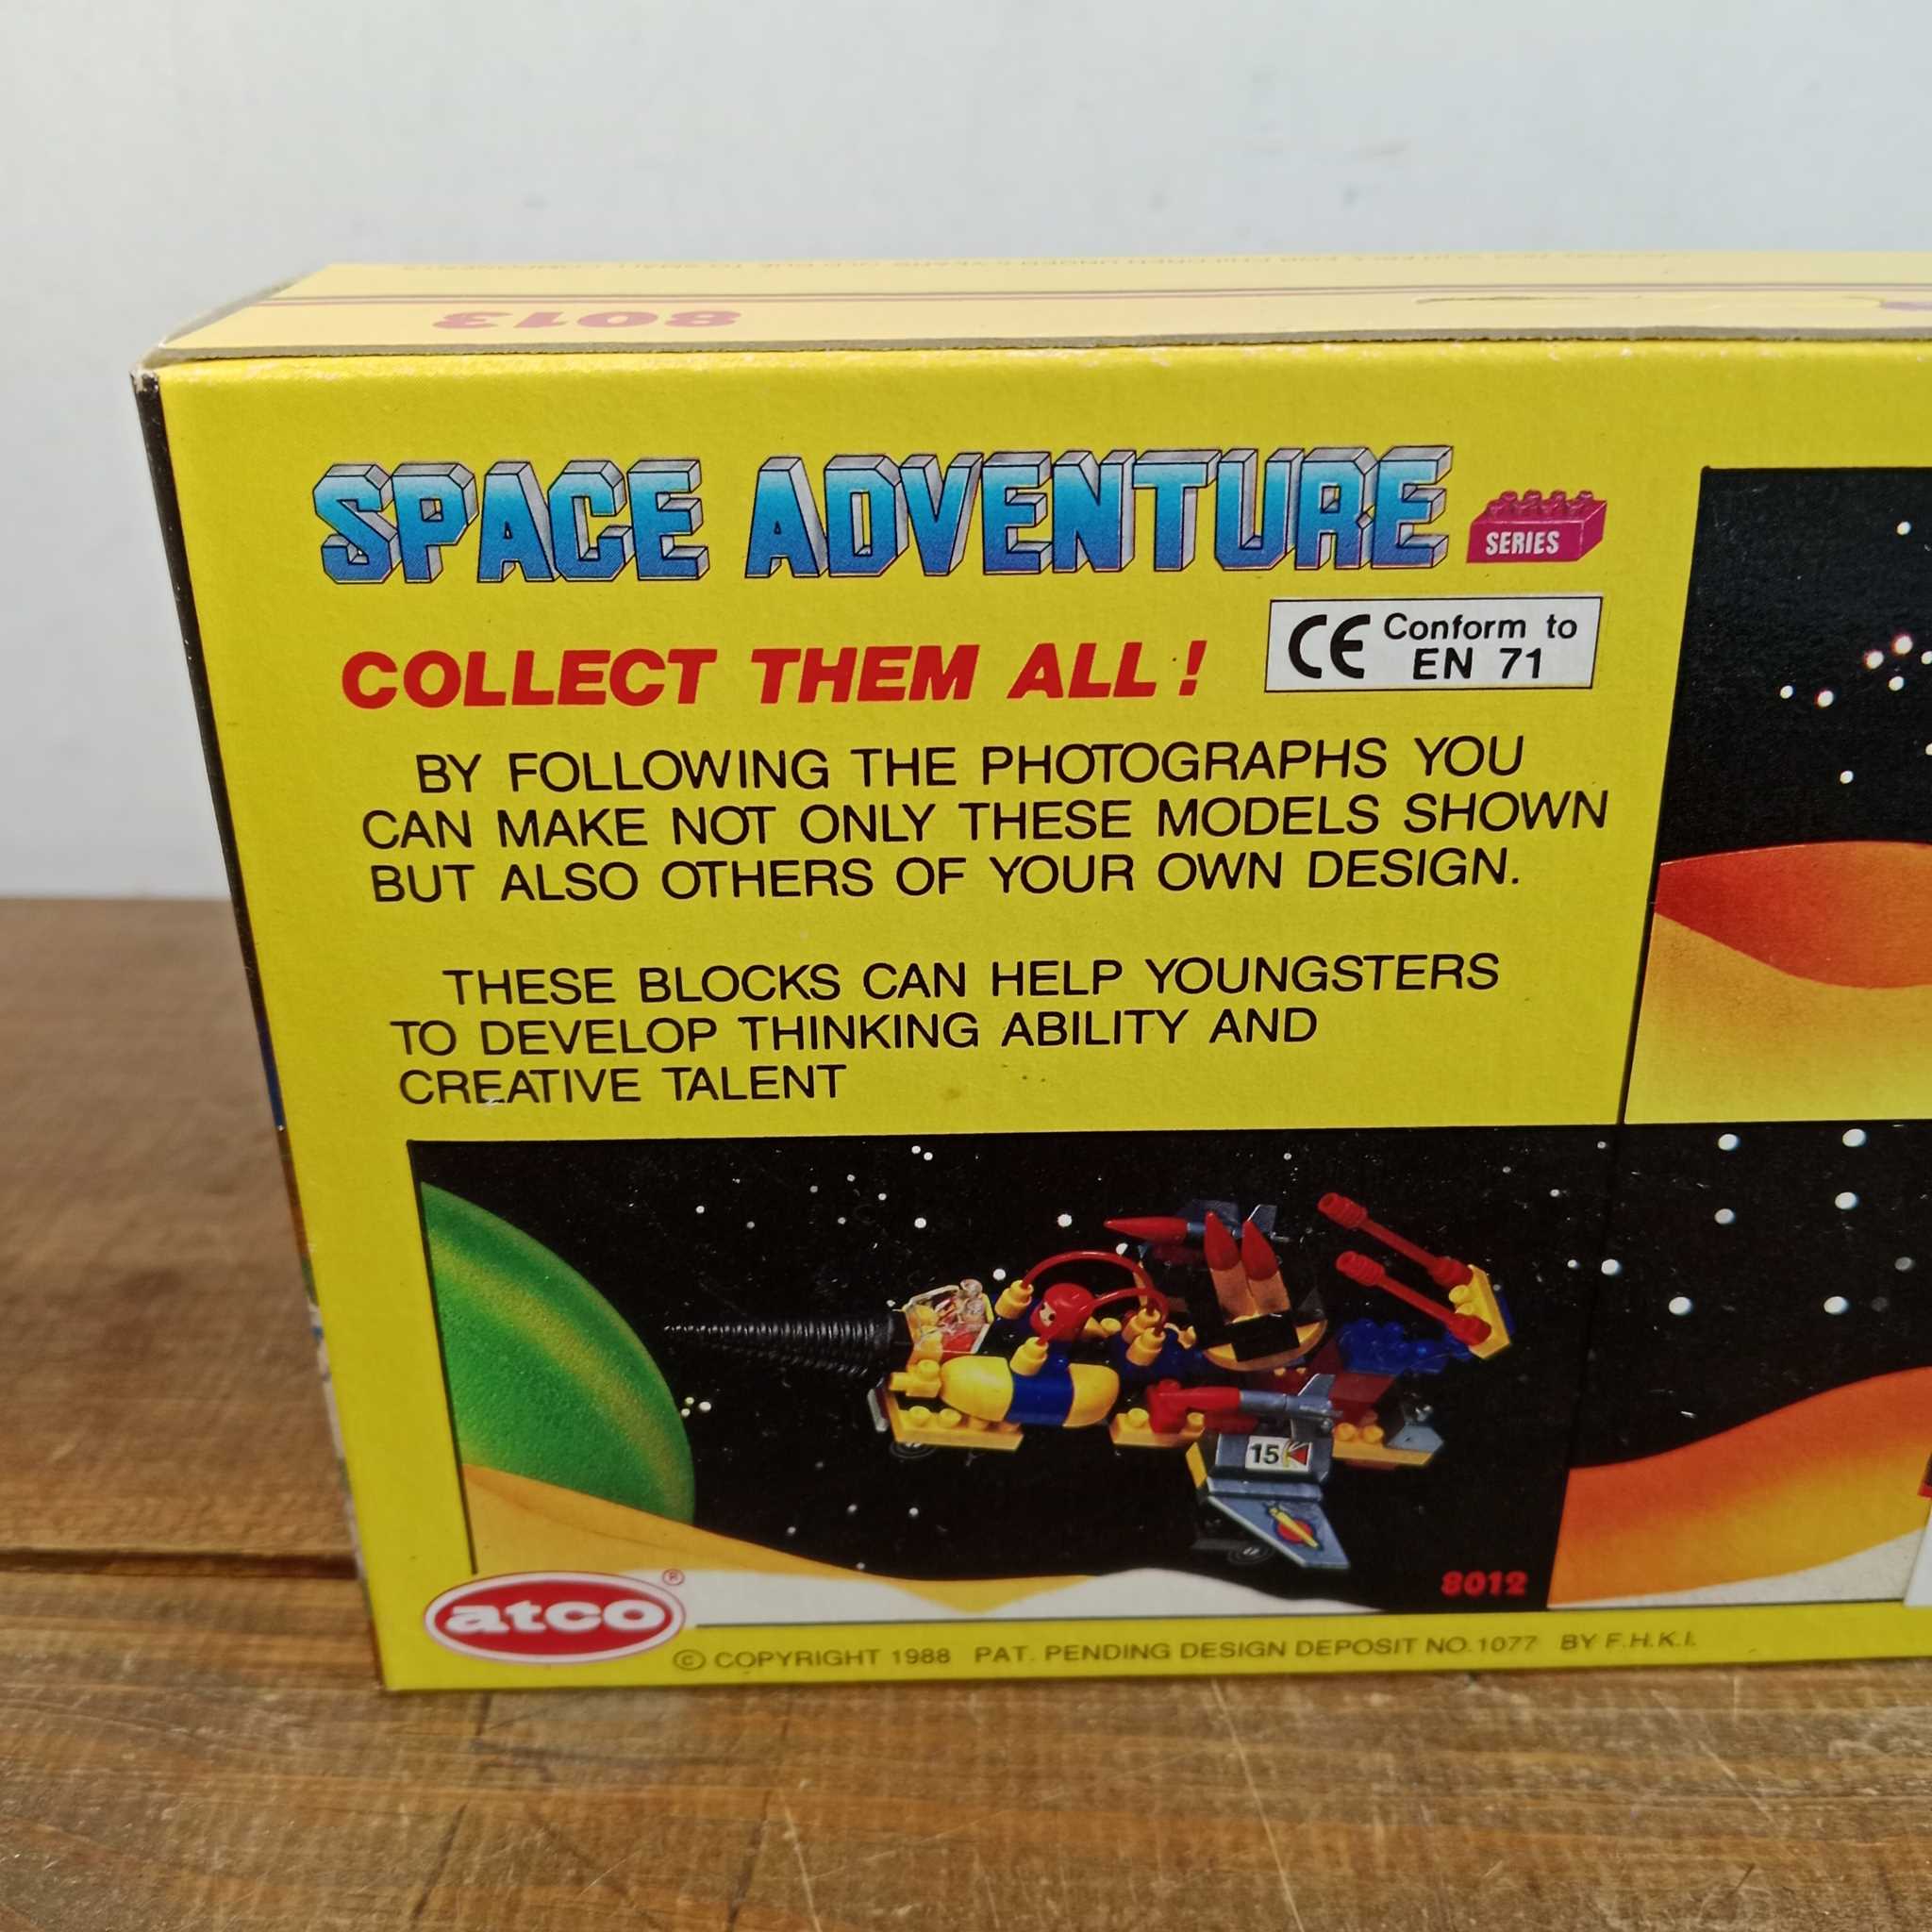 8013
SPACE ADVENTURE
SERIES
COLLECT THEM ALL!
CE Conform to
EN 71
BY FOLLOWING THE PHOTOGRAPHS YOU
CAN MAKE NOT ONLY THESE MODELS SHOWN
BUT ALSO OTHERS OF YOUR OWN DESIGN.
THESE BLOCKS CAN HELP YOUNGSTERS
TO DEVELOP THINKING ABILITY AND
CREATIVE TALENT
15
8012
atco ®
© COPYRIGHT 1988 PAT. PENDING DESIGN DEPOSIT NO.1077 BY F.H.K.I.